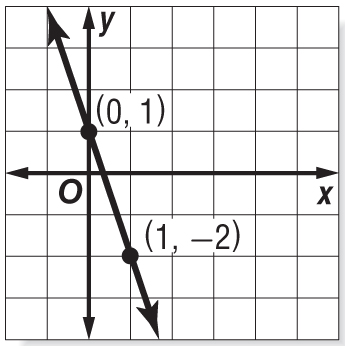 y
(0, 1)
O
x
(1, −2)